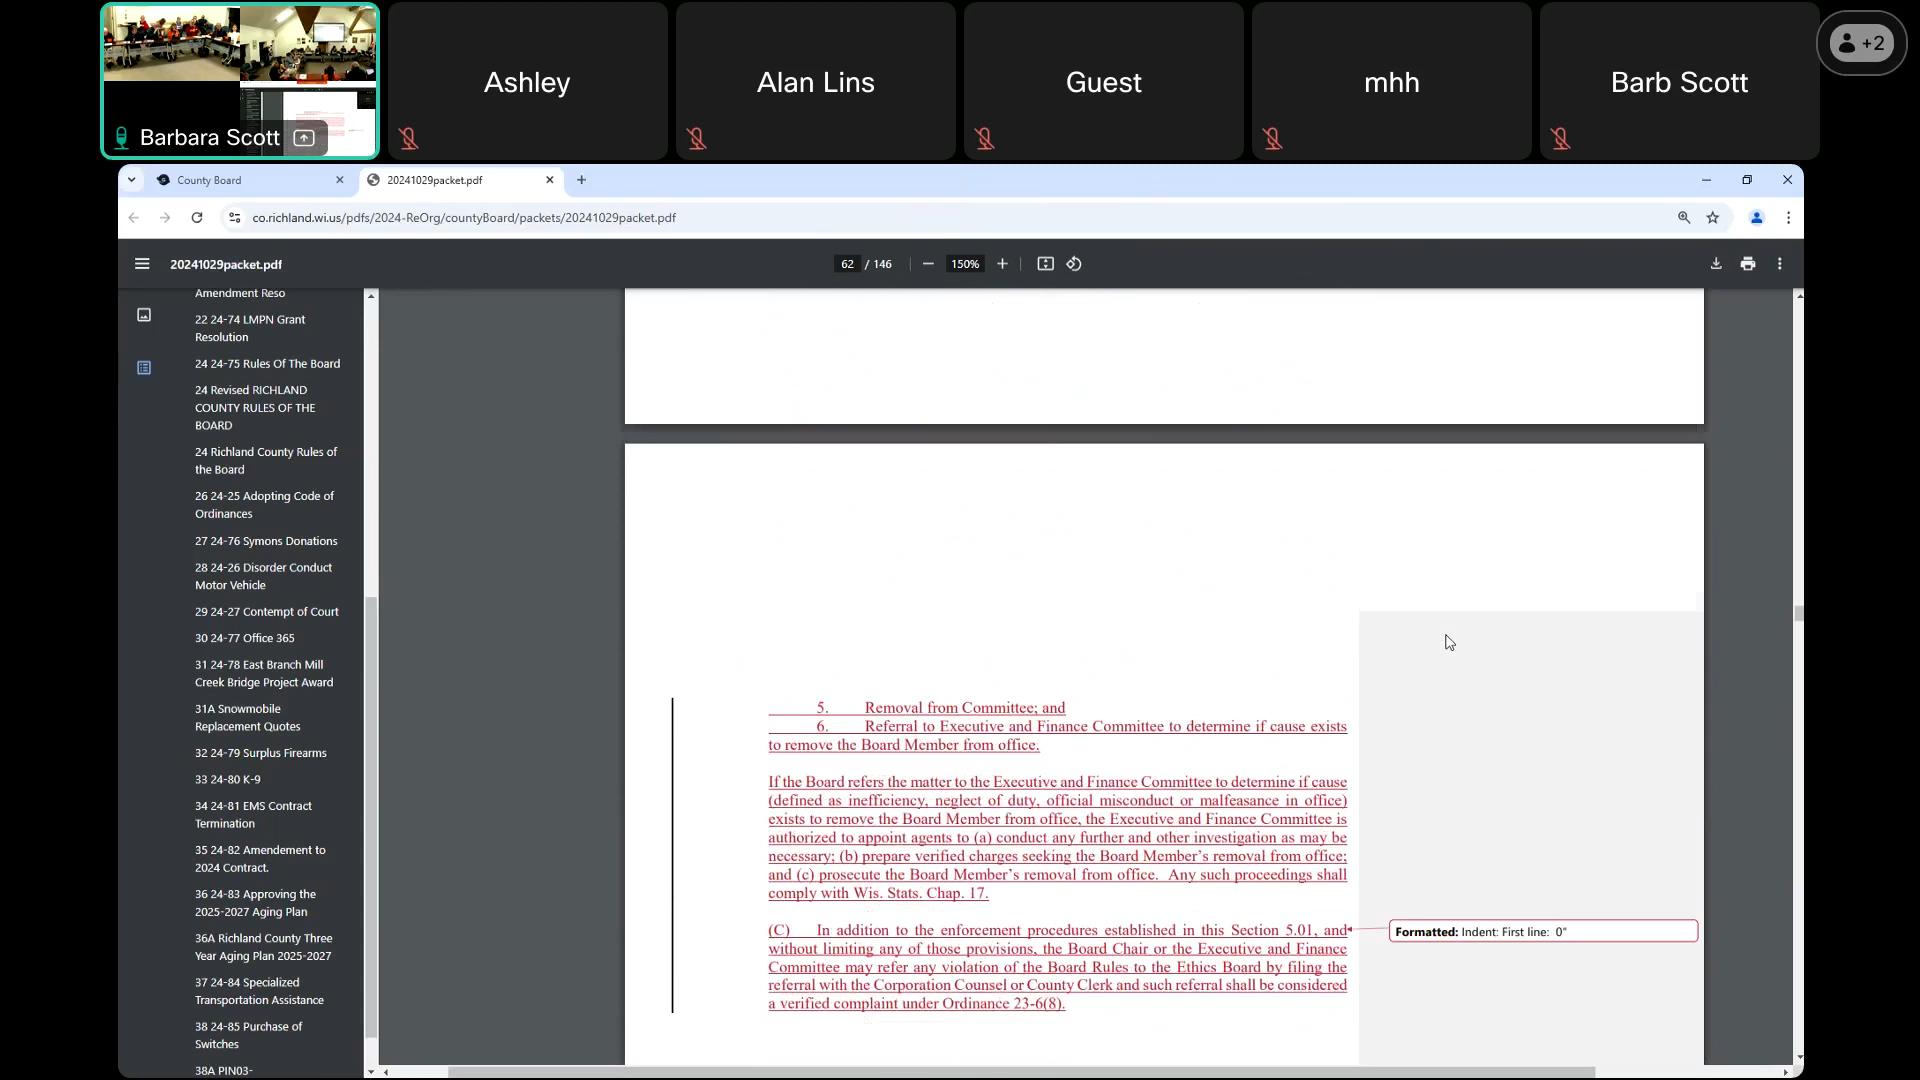 Barbara Scott
Ashley
Alan Lins
Guest
mhh
Barb Scott
+2
County Board
20241029packet.pdf
co.richland.wi.us/pdfs/2024-ReOrg/countyBoard/packets/20241029packet.pdf
20241029packet.pdf
62 / 146
150%
Amendment Reso
22 24-74 LMPN Grant
Resolution
24 24-75 Rules Of The Board
24 Revised RICHLAND
COUNTY RULES OF THE
BOARD
24 Richland County Rules of
the Board
26 24-25 Adopting Code of
Ordinances
27 24-76 Symons Donations
28 24-26 Disorder Conduct
Motor Vehicle
29 24-27 Contempt of Court
30 24-77 Office 365
31 24-78 East Branch Mill
Creek Bridge Project Award
31A Snowmobile
Replacement Quotes
32 24-79 Surplus Firearms
33 24-80 K-9
34 24-81 EMS Contract
Termination
35 24-82 Amendement to
2024 Contract.
36 24-83 Approving the
2025-2027 Aging Plan
36A Richland County Three
Year Aging Plan 2025-2027
37 24-84 Specialized
Transportation Assistance
38 24-85 Purchase of
Switches
38A PIN03-
5. Removal from Committee; and
6. Referral to Executive and Finance Committee to determine if cause exists
to remove the Board Member from office.
If the Board refers the matter to the Executive and Finance Committee to determine if cause
(defined as inefficiency, neglect of duty, official misconduct or malfeasance in office)
exists to remove the Board Member from office, the Executive and Finance Committee is
authorized to appoint agents to (a) conduct any further and other investigation as may be
necessary; (b) prepare verified charges seeking the Board Member's removal from office;
and (c) prosecute the Board Member's removal from office. Any such proceedings shall
comply with Wis. Stats. Chap. 17.
(C) In addition to the enforcement procedures established in this Section 5.01, and
without limiting any of those provisions, the Board Chair or the Executive and Finance
Committee may refer any violation of the Board Rules to the Ethics Board by filing the
referral with the Corporation Counsel or County Clerk and such referral shall be considered
a verified complaint under Ordinance 23-6(8).
Formatted: Indent: First line: 0"